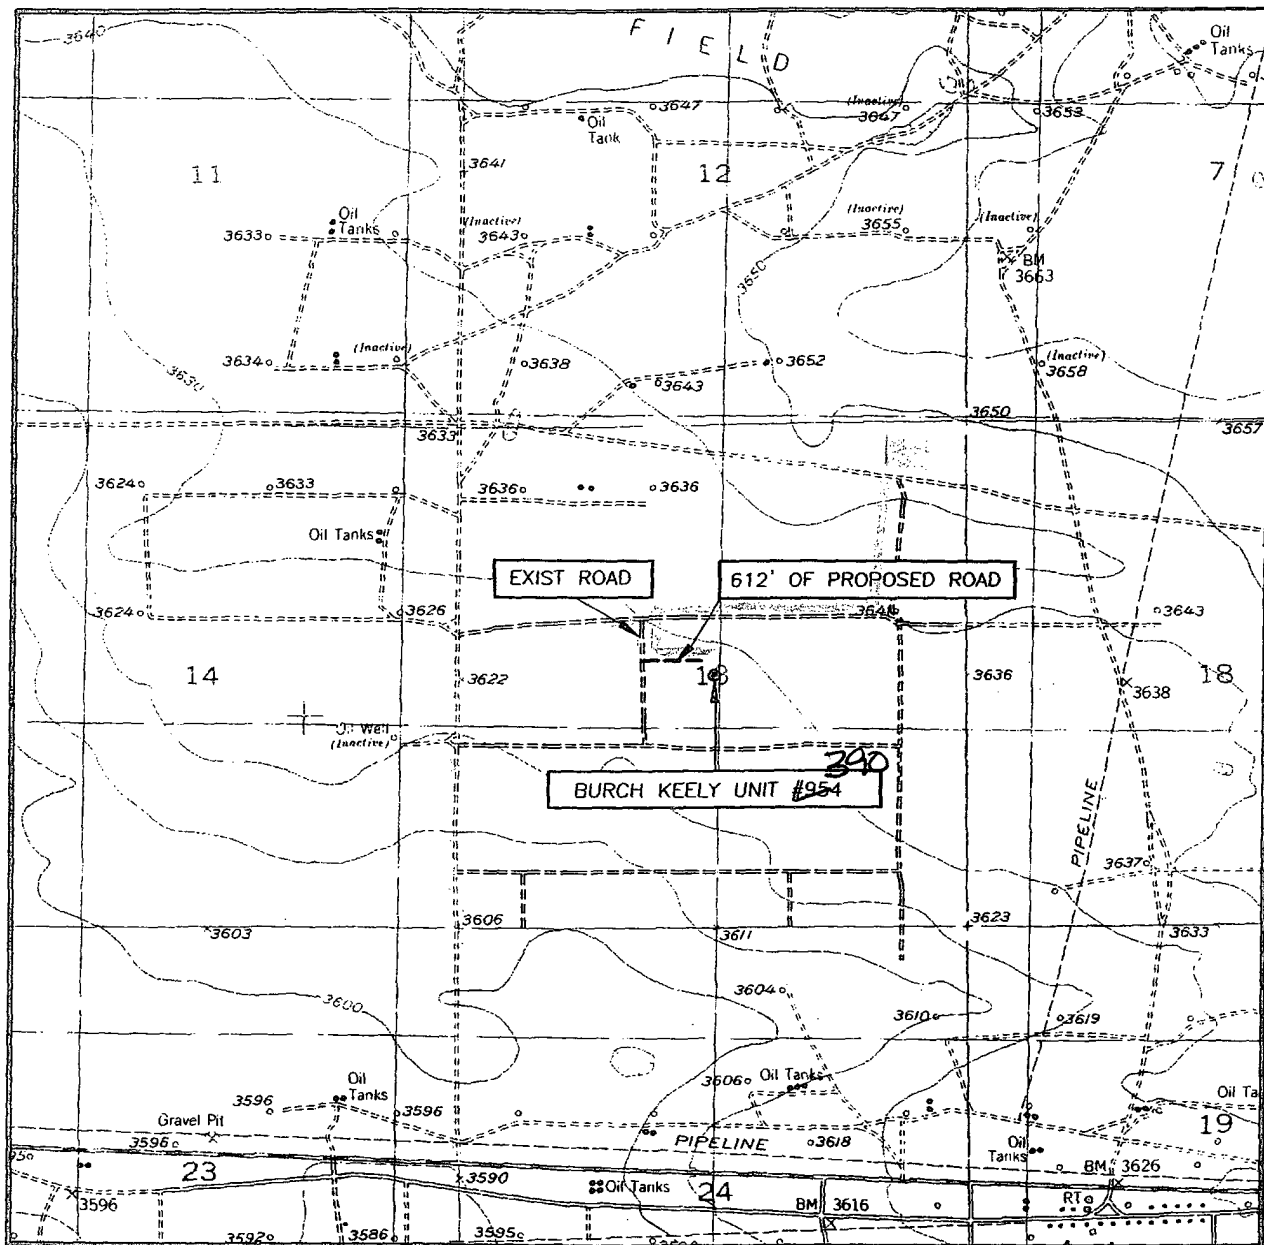 3640
FIELD
Oil
Tanks
3647
(Inactive)
3647
3653
Oil
Tank
3641
11
12
7
Oil
Tanks
3633
(Inactive)
3643
(Inactive)
3655
(Inactive)
BM
3663
3650
3634
(Inactive)
3638
3652
(Inactive)
3658
3630
3643
3633
3650
3657
3624
3633
3636
3636
Oil Tanks
EXIST ROAD
612' OF PROPOSED ROAD
3624
3626
3643
14
3622
3636
3638
18
Oil Well
(Inactive)
390
BURCH KEELY UNIT #954
PIPELINE
3637
3603
3606
3611
3623
3633
3600
3604
3610
3619
Oil
Tanks
3606
Oil Tanks
Oil Ta
3596
3596
Gravel Pit
3596
PIPELINE
3618
19
Oil
Tanks
23
3590
Oil Tanks
24
BM
3626
3596
BM
3616
RT
3592
3586
3595